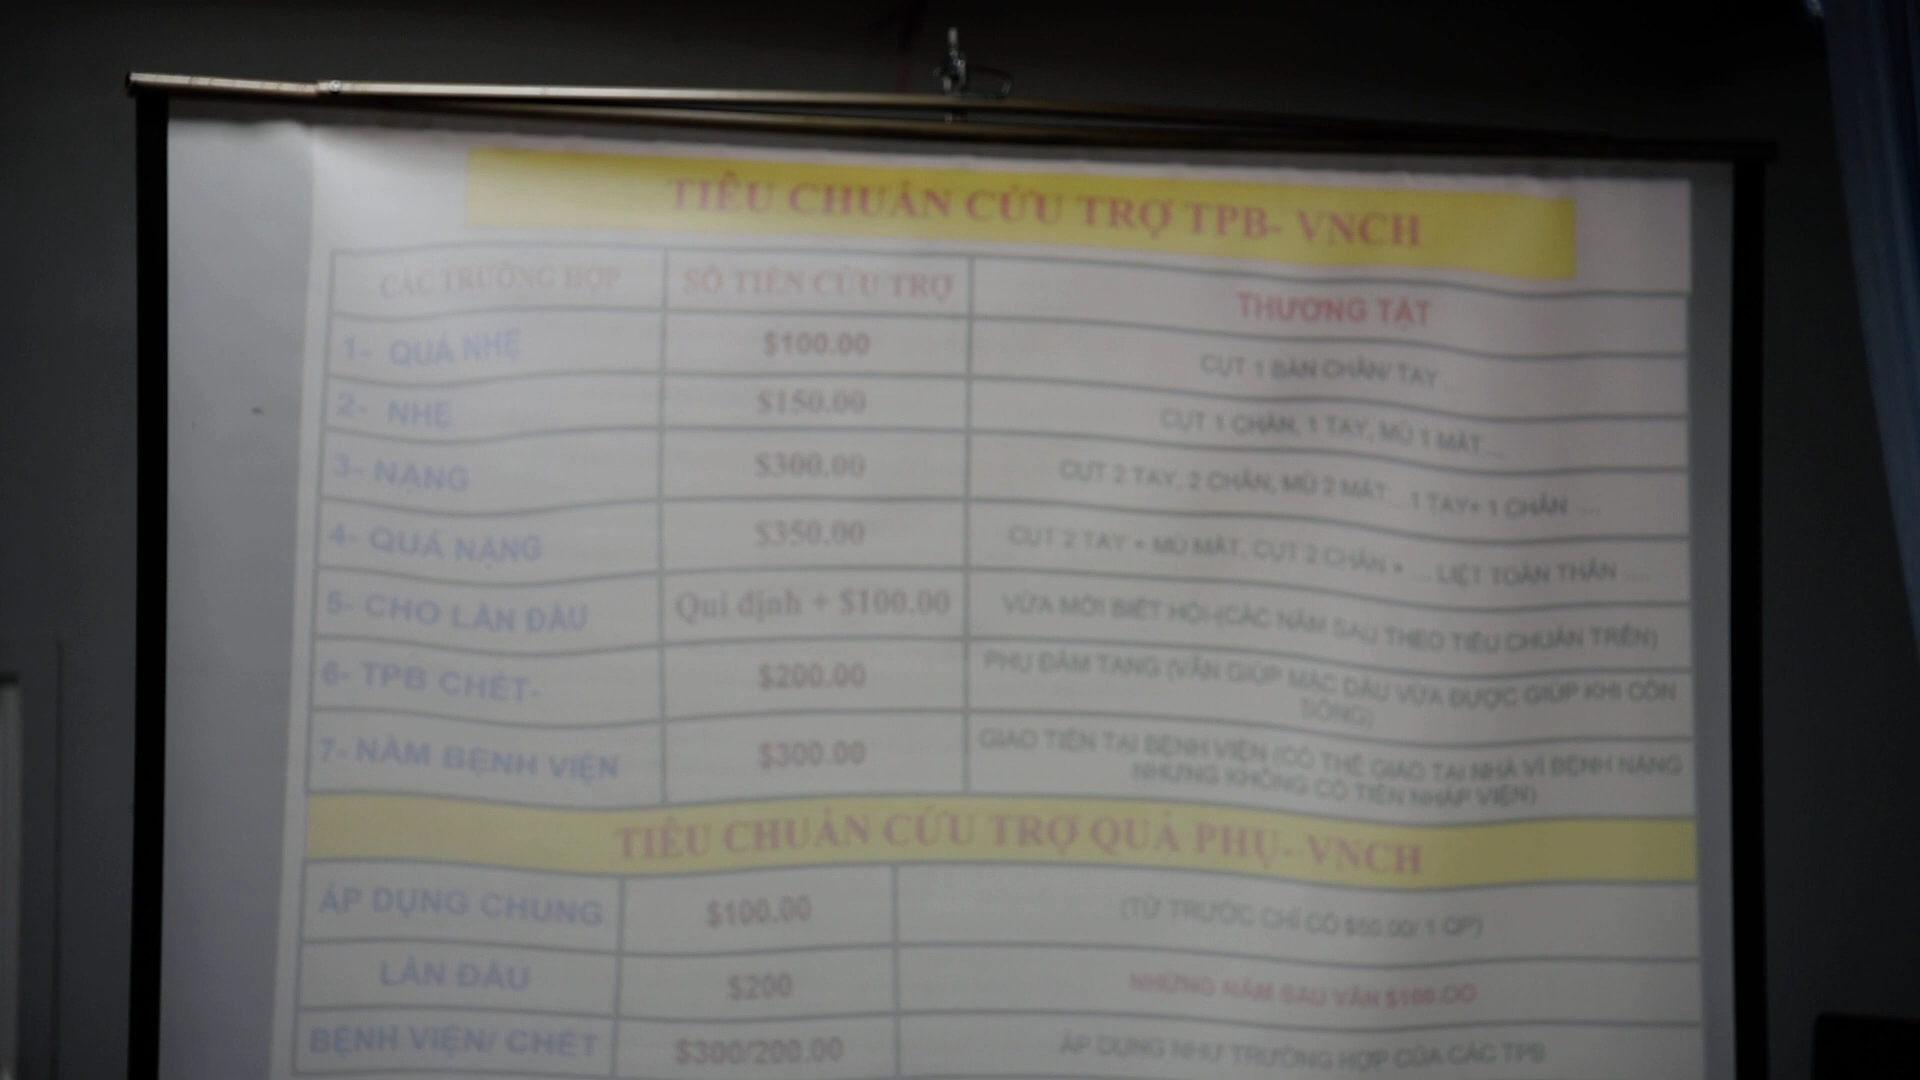 TIÊU CHUẨN CỨU TRỢ TPB- VNCH
CÁC TRƯỜNG HỢP SỐ TIỀN CỨU TRỢ THƯƠNG TẬT
1- QUÁ NHẸ $100.00 CỤT 1 BÀN CHÂN/ TAY ...
2- NHẸ $150.00 CỤT 1 CHÂN, 1 TAY, MÙ 1 MẮT...
3- NẶNG $300.00 CỤT 2 TAY, 2 CHÂN, MÙ 2 MẮT... 1 TAY+ 1 CHÂN ...
4- QUÁ NẶNG $350.00 CỤT 2 TAY + MÙ MẮT, CỤT 2 CHÂN + ... LIỆT TOÀN THÂN ...
5- CHO LẦN ĐẦU Qui định + $100.00 VỪA MỚI BIẾT HỘI-(CÁC NĂM SAU THEO TIÊU CHUẨN TRÊN)
6- TPB CHẾT- $200.00 PHỤ ĐÁM TANG (VẪN GIÚP MẶC DẦU VỪA ĐƯỢC GIÚP KHI CÒN
SỐNG)
7- NẰM BỆNH VIỆN $300.00 GIAO TIỀN TẠI BỆNH VIỆN (CÓ THỂ GIAO TẠI NHÀ VÌ BỆNH NẶNG
NHƯNG KHÔNG CÓ TIỀN NHẬP VIỆN)
TIÊU CHUẨN CỨU TRỢ QUẢ PHỤ- VNCH
ÁP DỤNG CHUNG $100.00 (TỪ TRƯỚC CHỈ CÓ $50.00/ 1 QP)
LẦN ĐẦU $200 NHỮNG NĂM SAU VẪN $100.OO
BỆNH VIỆN/ CHẾT $300/200.00 ÁP DỤNG NHƯ TRƯỜNG HỢP CỦA CÁC TPB